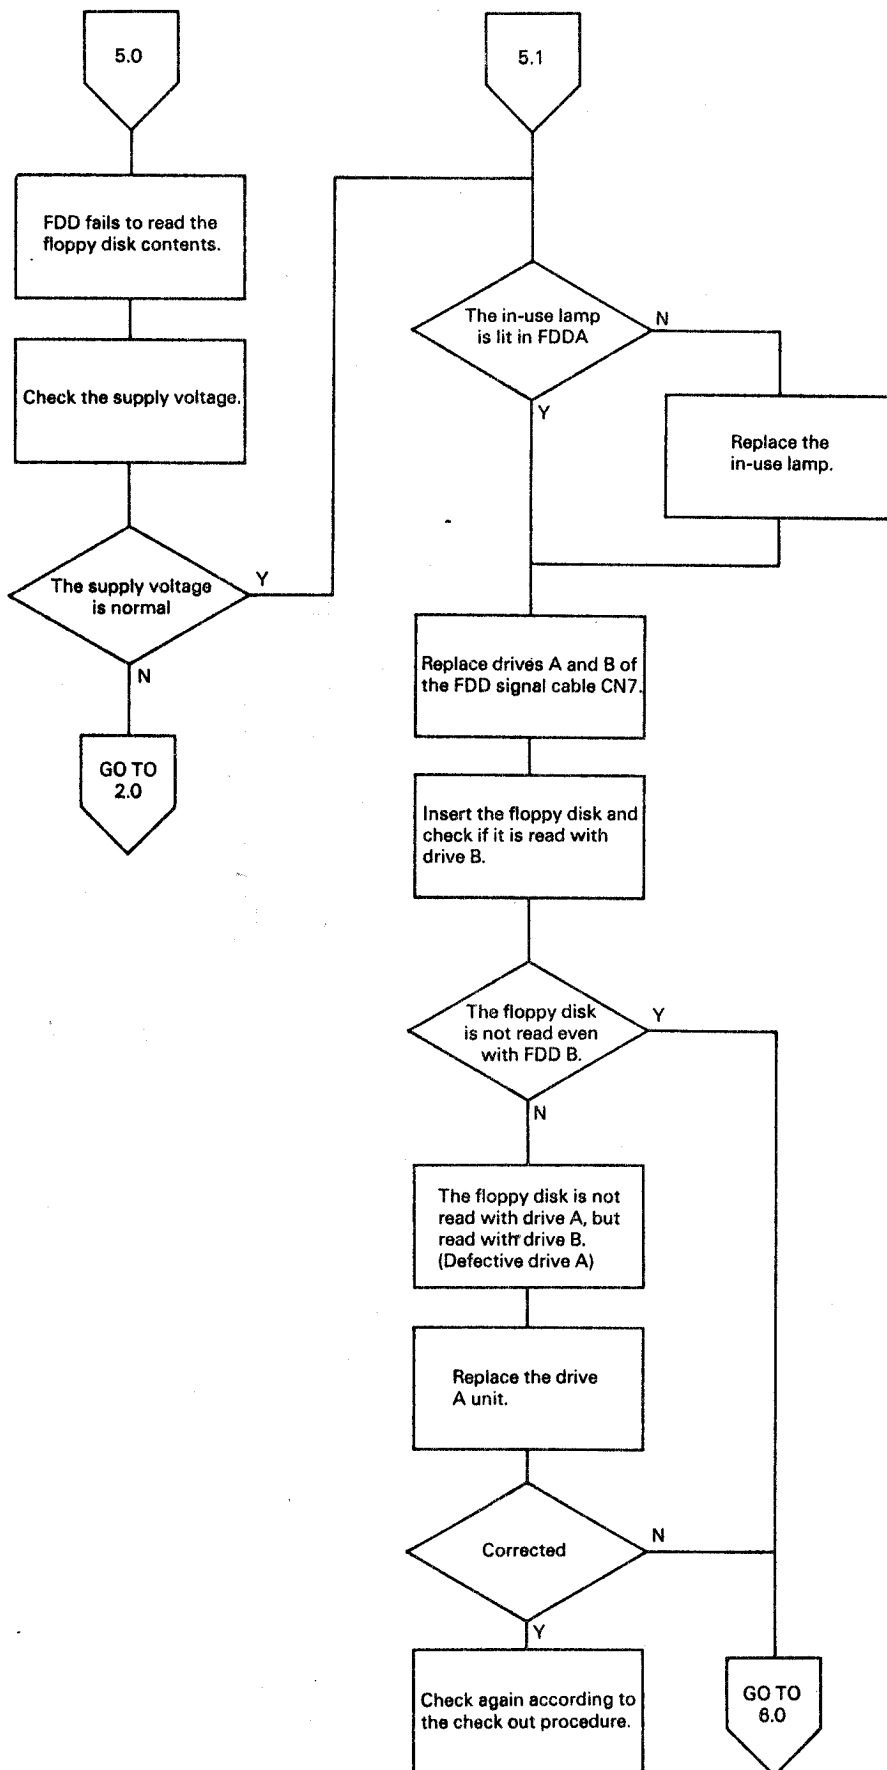 5.0
FDD fails to read the
floppy disk contents.
Check the supply voltage.
The supply voltage
is normal
Y
N
GO TO
2.0
5.1
The in-use lamp
is lit in FDDA
N
Y
Replace the
in-use lamp.
Replace drives A and B of
the FDD signal cable CN7.
Insert the floppy disk and
check if it is read with
drive B.
The floppy disk
is not read even
with FDD B.
Y
N
The floppy disk is not
read with drive A, but
read with drive B.
(Defective drive A)
Replace the drive
A unit.
Corrected
N
Y
Check again according to
the check out procedure.
GO TO
6.0